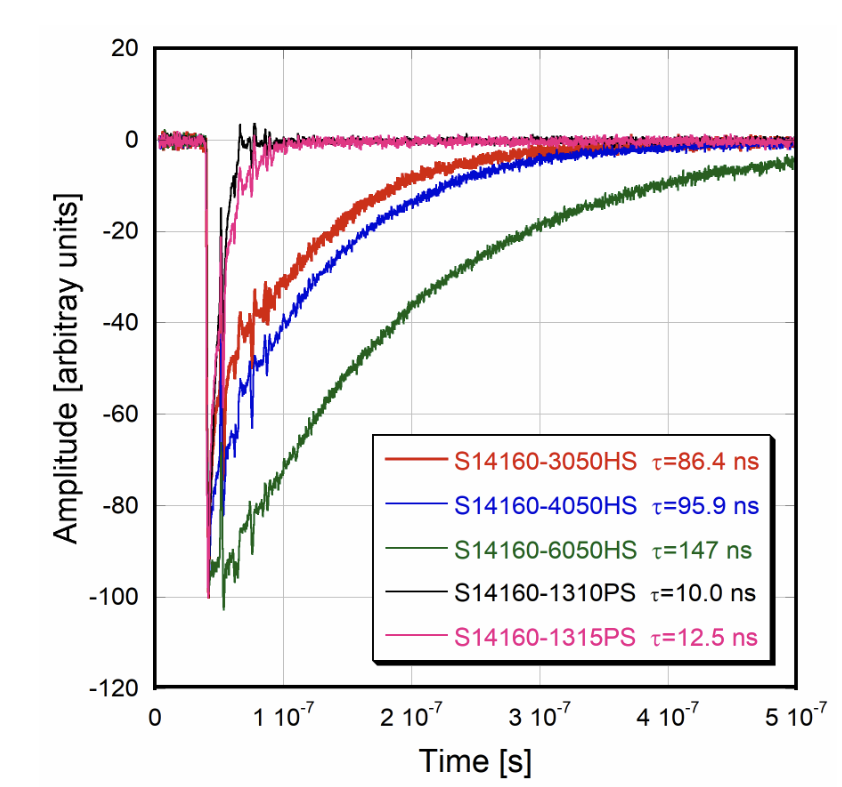 20
0
-20
-40
-60
-80
-100
-120
Amplitude [arbitray units]
S14160-3050HS τ=86.4 ns
S14160-4050HS τ=95.9 ns
S14160-6050HS τ=147 ns
S14160-1310PS τ=10.0 ns
S14160-1315PS τ=12.5 ns
0 1 10⁻⁷ 2 10⁻⁷ 3 10⁻⁷ 4 10⁻⁷ 5 10⁻⁷
Time [s]